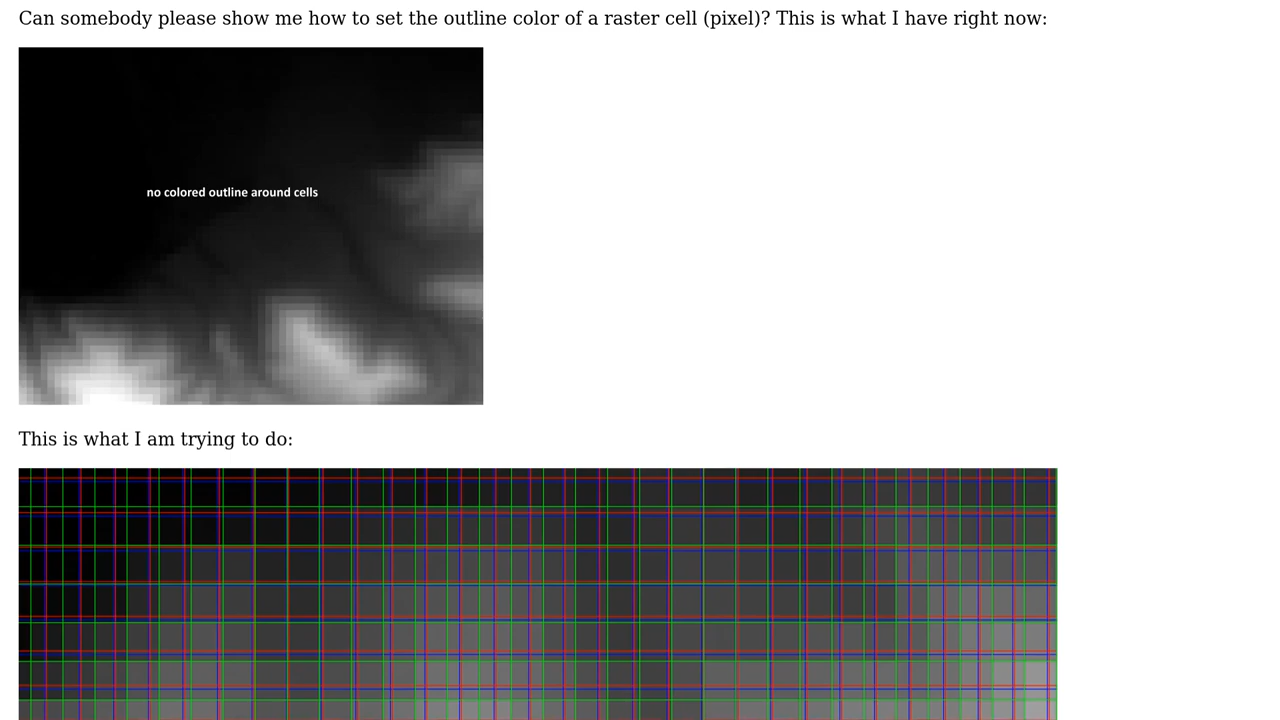 Can somebody please show me how to set the outline color of a raster cell (pixel)? This is what I have right now:
no colored outline around cells
This is what I am trying to do: